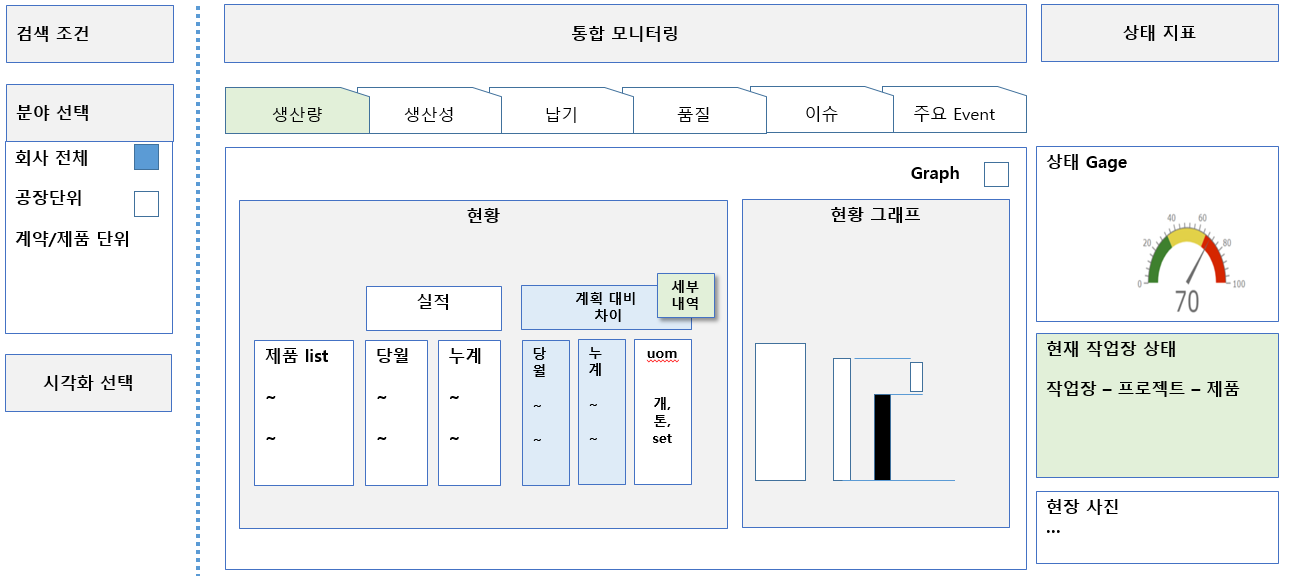 검색 조건
통합 모니터링
상태 지표
분야 선택
회사 전체
공장단위
계약/제품 단위
시각화 선택
생산량
생산성
납기
품질
이슈
주요 Event
Graph
현황
실적
계획 대비
차이
세부
내역
제품 list
~
~
당월
~
~
누계
~
~
당
월
~
~
누
계
~
~
uom
개,
톤,
set
현황 그래프
상태 Gage
0
20
40
60
80
100
70
현재 작업장 상태
작업장 – 프로젝트 – 제품
현장 사진
...